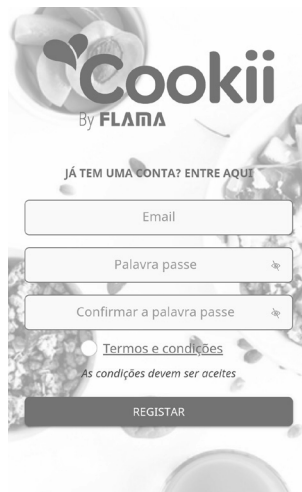 Cookii
By FLAMA
JÁ TEM UMA CONTA? ENTRE AQUI
Email
Palavra passe
Confirmar a palavra passe
Termos e condições
As condições devem ser aceites
REGISTAR